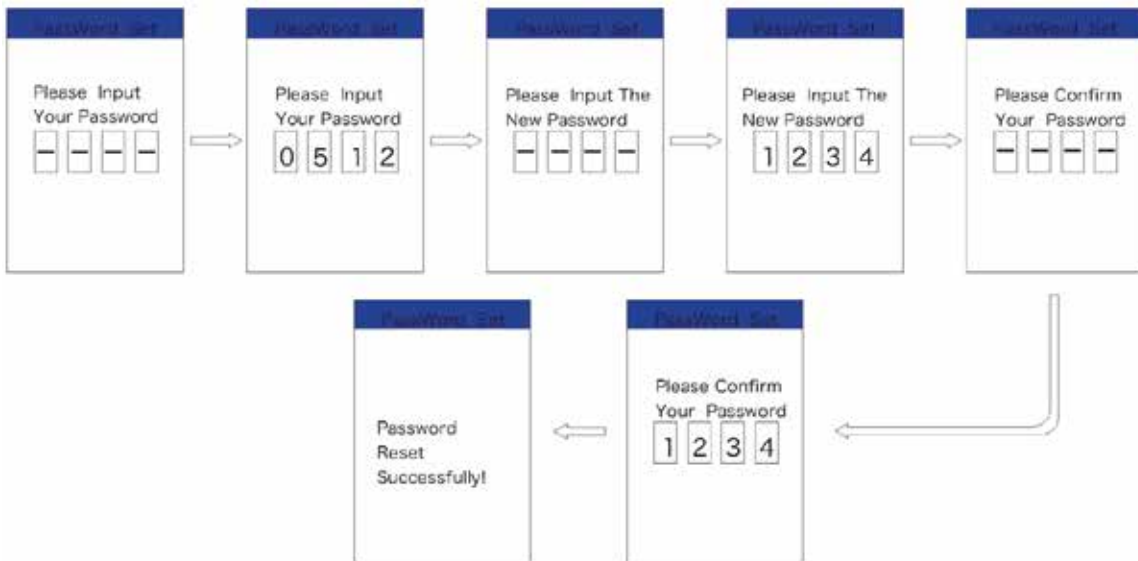 PassWord Set
Please Input
Your Password
– – – –
PassWord Set
Please Input
Your Password
0 5 1 2
PassWord Set
Please Input The
New Password
– – – –
PassWord Set
Please Input The
New Password
1 2 3 4
PassWord Set
Please Confirm
Your Password
– – – –
PassWord Set
Please Confirm
Your Password
1 2 3 4
PassWord Set
Password
Reset
Successfully!